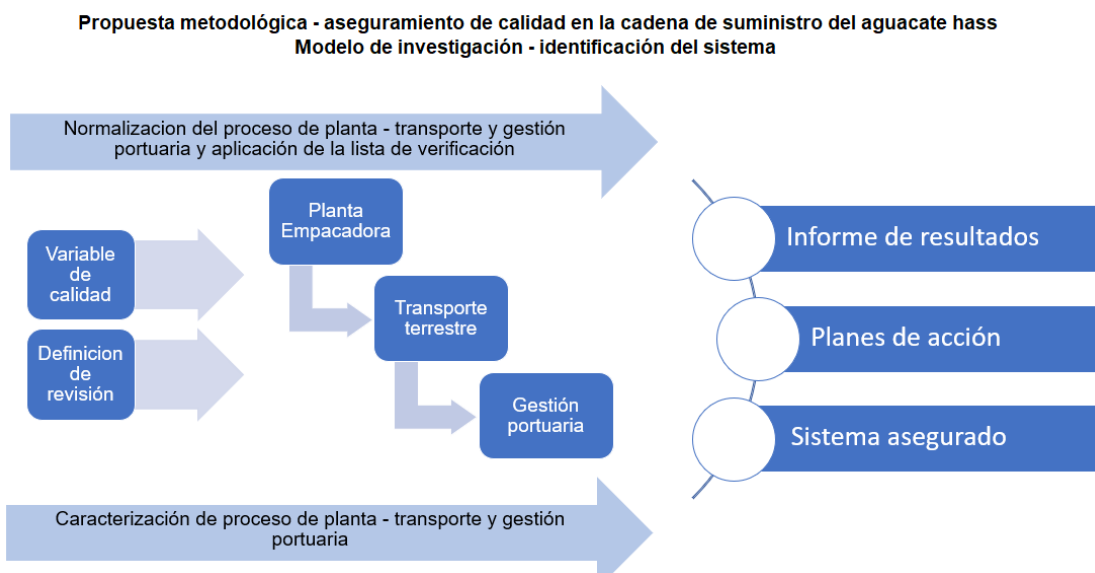 Propuesta metodológica - aseguramiento de calidad en la cadena de suministro del aguacate hass
Modelo de investigación - identificación del sistema
Normalizacion del proceso de planta - transporte y gestión
portuaria y aplicación de la lista de verificación
Variable
de
calidad
Definicion
de
revisión
Planta
Empacadora
Transporte
terrestre
Gestión
portuaria
Informe de resultados
Planes de acción
Sistema asegurado
Caracterización de proceso de planta - transporte y gestión
portuaria